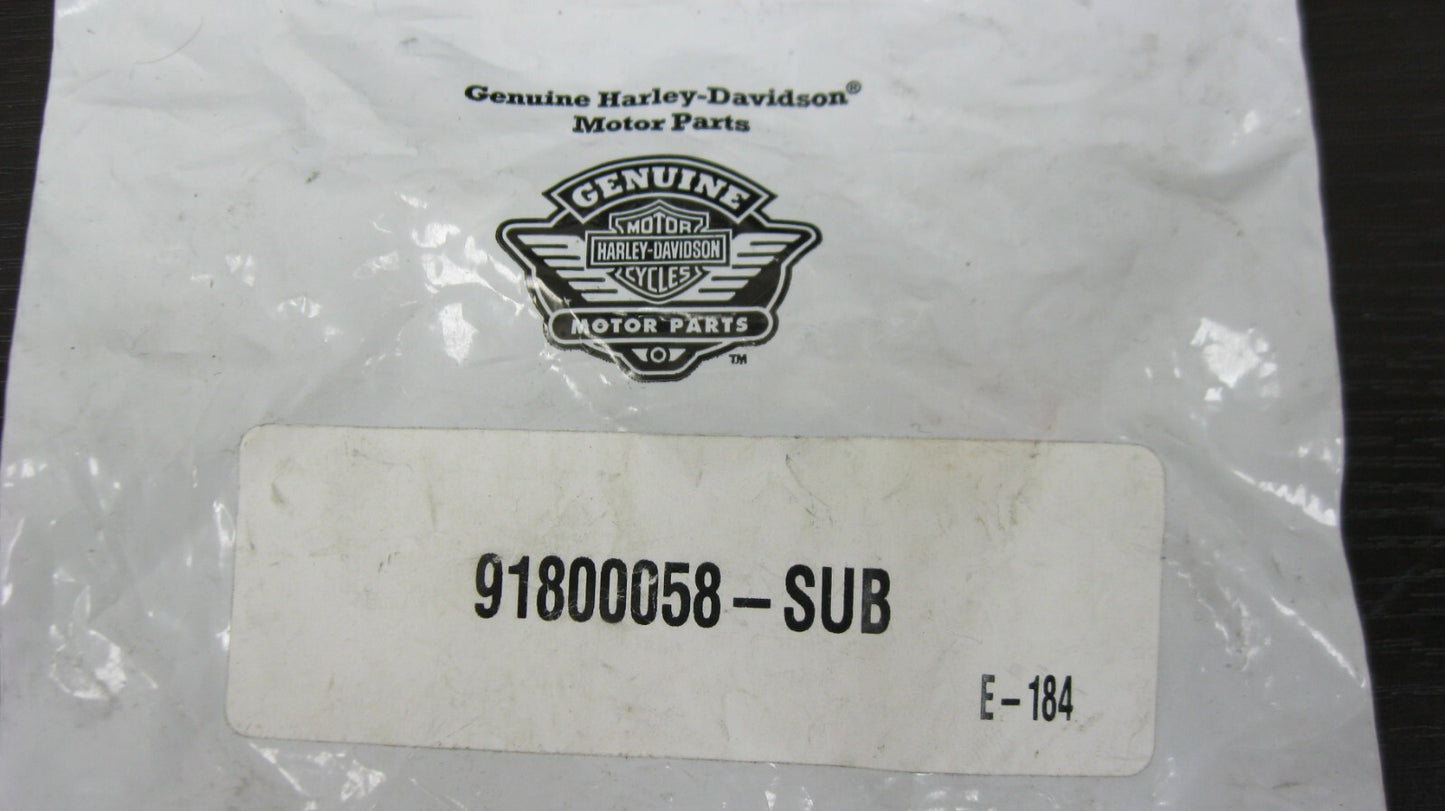 Genuine Harley-Davidson®
Motor Parts
GENUINE
MOTOR
HARLEY-DAVIDSON
CYCLES
MOTOR PARTS
TM
91800058-SUB
E-184